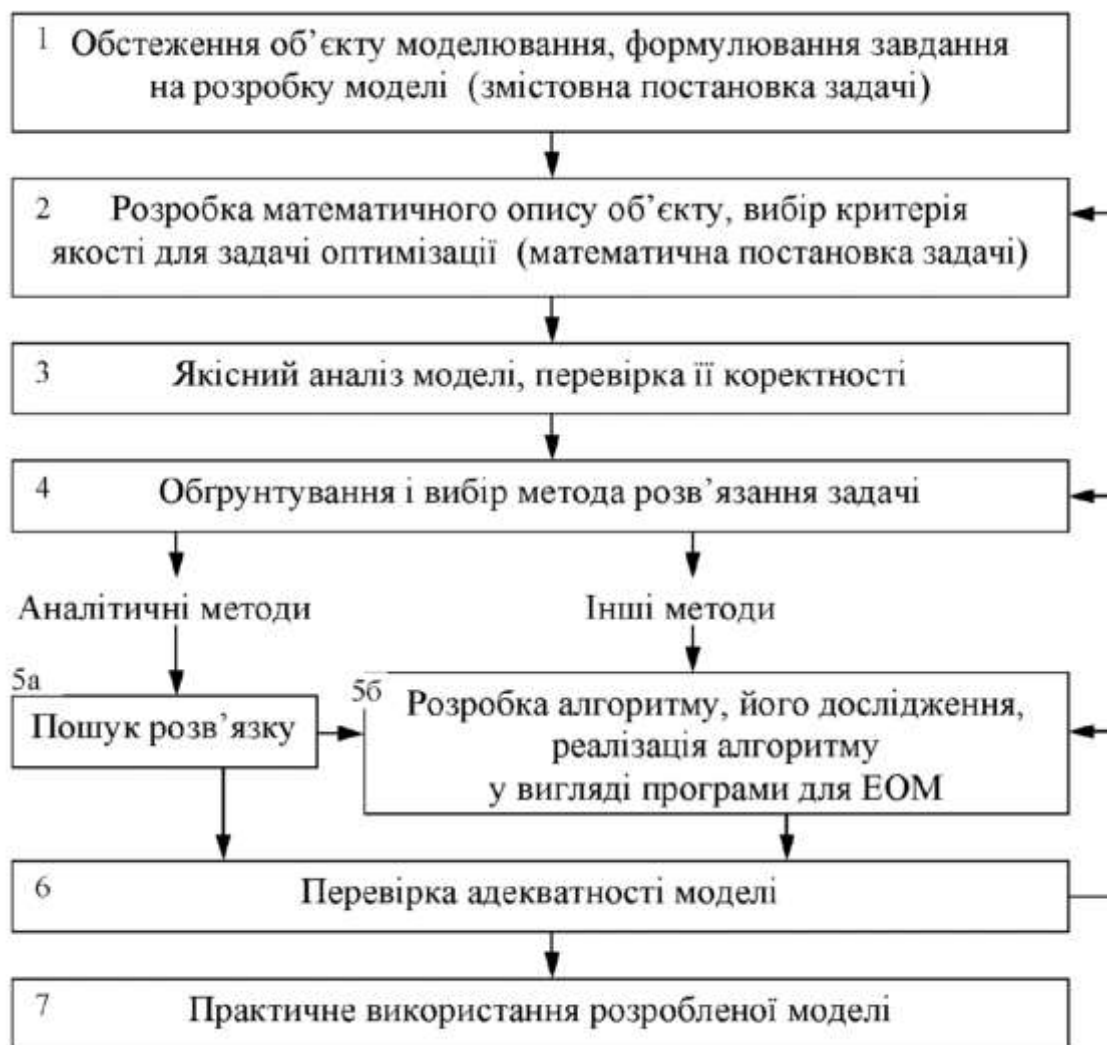 1 Обстеження об’єкту моделювання, формулювання завдання
на розробку моделі (змістовна постановка задачі)
2 Розробка математичного опису об’єкту, вибір критерія
якості для задачі оптимізації (математична постановка задачі)
3 Якісний аналіз моделі, перевірка її коректності
4 Обґрунтування і вибір метода розв’язання задачі
Аналітичні методи
Інші методи
5а
Пошук розв’язку
5б
Розробка алгоритму, його дослідження,
реалізація алгоритму
у вигляді програми для ЕОМ
6 Перевірка адекватності моделі
7 Практичне використання розробленої моделі